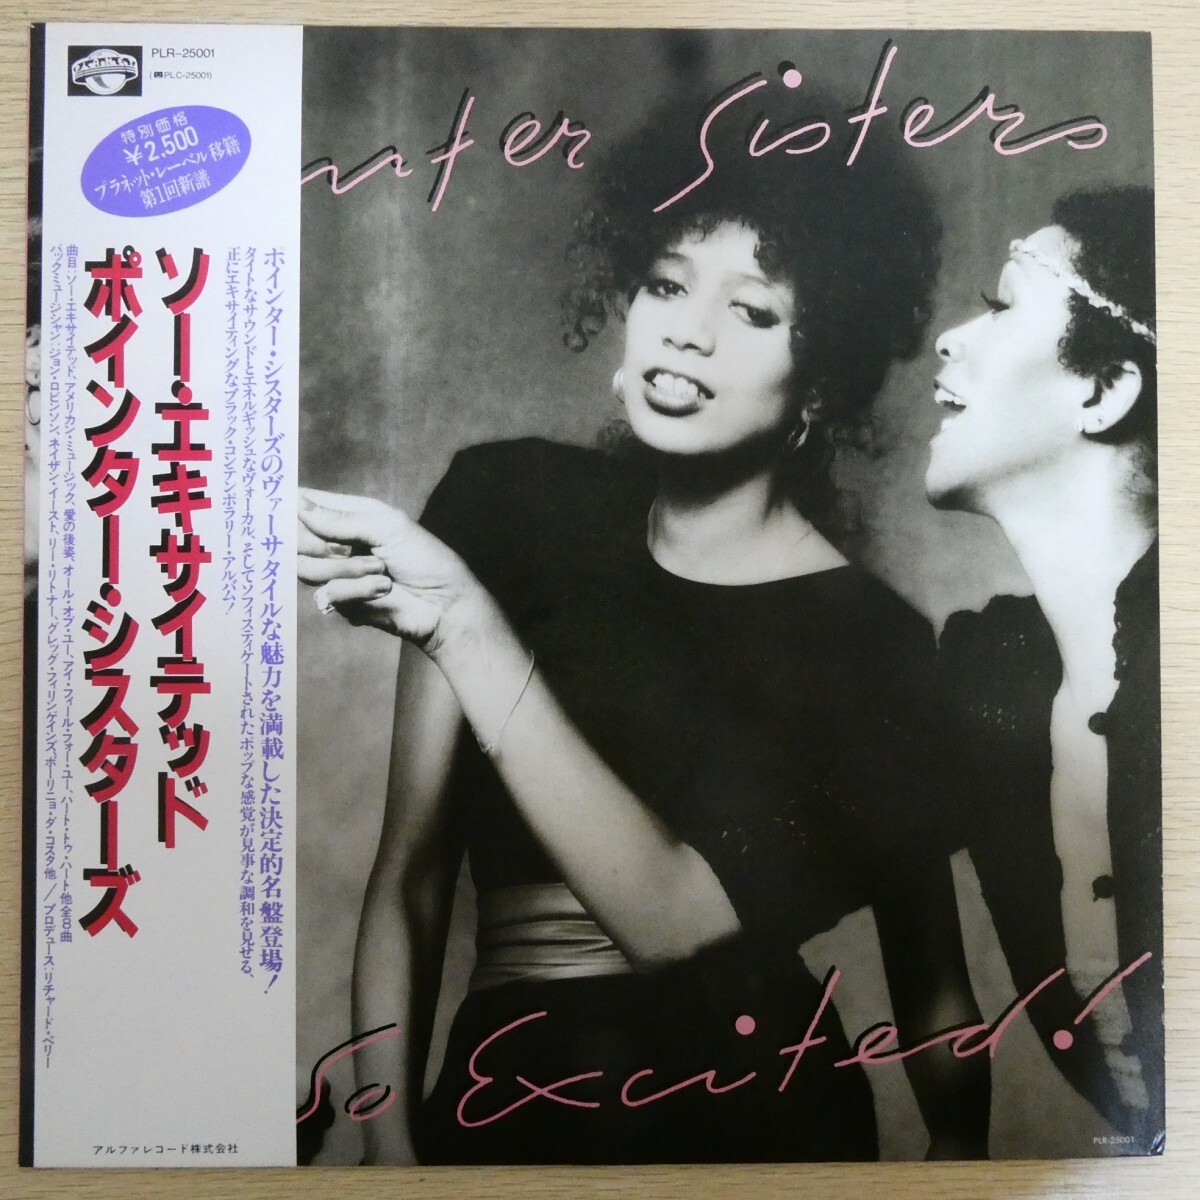 PLANET
PLR-25001
(PLC-25001)
特別価格
¥2,500
プラネット・レーベル移籍
第1回新譜
ポインター・シスターズのヴァーサタイルな魅力を満載した決定的名盤登場!
タイトなサウンドとエネルギッシュなヴォーカル、そしてソフィスティケートされたポップな感覚が見事な調和を見せる、
正にエキサイティングなブラック・コンテンポラリー・アルバム!
ソー・エキサイテッド
ポインター・シスターズ
曲目:ソー・エキサイテッド、アメリカン・ミュージック、愛の後姿、オール・オブ・ユー、アイ・フィール・フォー・ユー、ハート・トゥ・ハート他全8曲
バックミュージシャン:ジョン・ロビンソン、ネイザン・イースト、リー・リトナー、グレッグ・フィリンゲインズ、ポーリニョ・ダ・コスタ他/プロデュース:リチャード・ペリー
アルファレコード株式会社
nter Sisters
So Excited!
PLR-25001